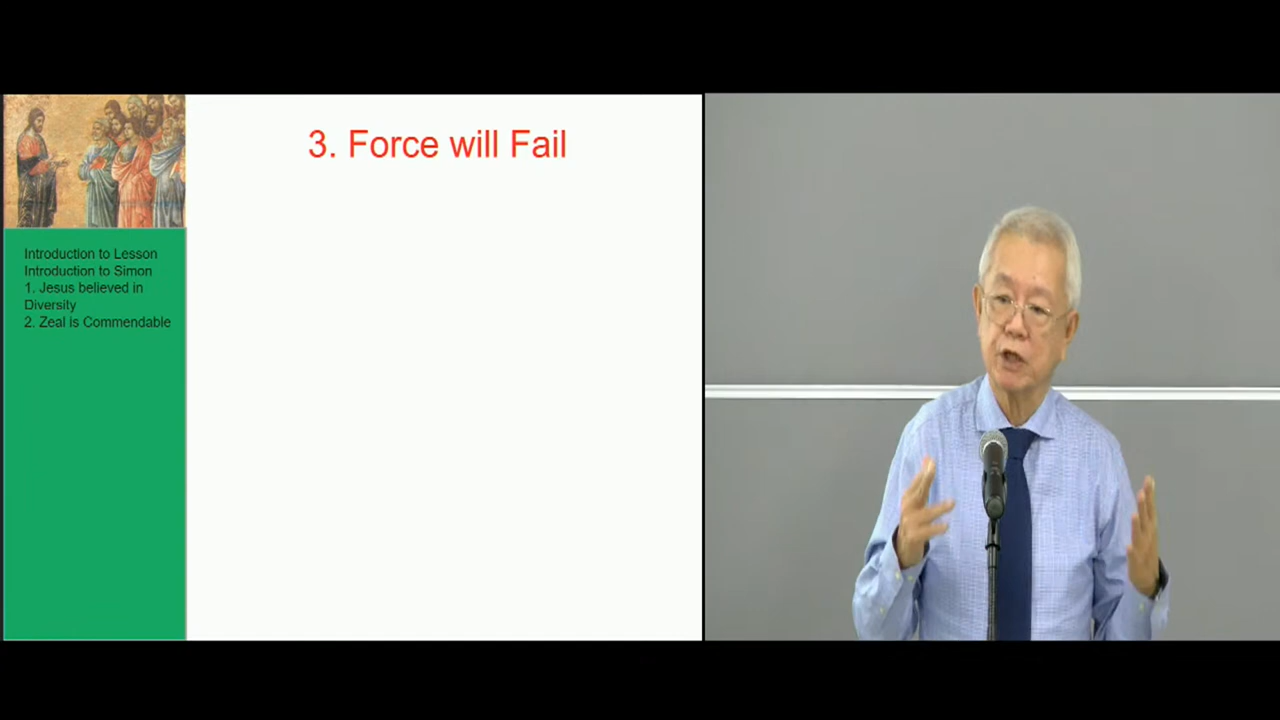 3. Force will Fail
Introduction to Lesson
Introduction to Simon
1. Jesus believed in
Diversity
2. Zeal is Commendable